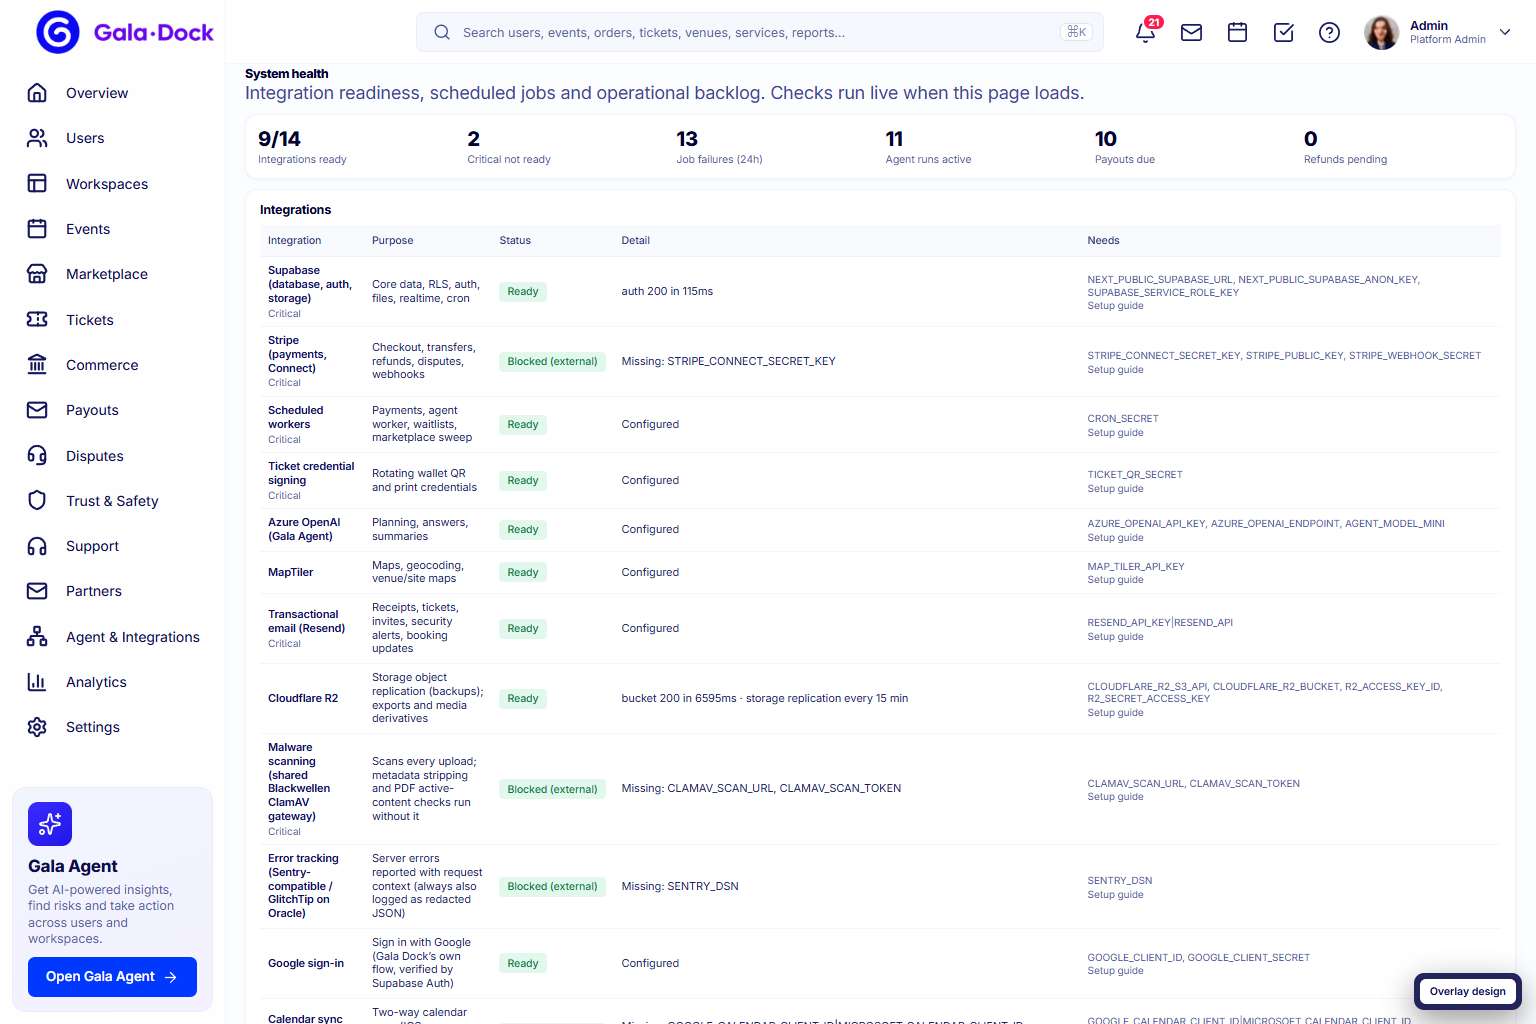 Gala·Dock
Search users, events, orders, tickets, venues, services, reports...
⌘K
21
Admin
Platform Admin
Overview
Users
Workspaces
Events
Marketplace
Tickets
Commerce
Payouts
Disputes
Trust & Safety
Support
Partners
Agent & Integrations
Analytics
Settings
Gala Agent
Get AI-powered insights,
find risks and take action
across users and
workspaces.
Open Gala Agent
System health
Integration readiness, scheduled jobs and operational backlog. Checks run live when this page loads.
9/14
Integrations ready
2
Critical not ready
13
Job failures (24h)
11
Agent runs active
10
Payouts due
0
Refunds pending
Integrations
Integration Purpose Status Detail Needs
Supabase
(database, auth,
storage)
Critical
Core data, RLS, auth,
files, realtime, cron
Ready
auth 200 in 115ms
NEXT_PUBLIC_SUPABASE_URL, NEXT_PUBLIC_SUPABASE_ANON_KEY,
SUPABASE_SERVICE_ROLE_KEY
Setup guide
Stripe
(payments,
Connect)
Critical
Checkout, transfers,
refunds, disputes,
webhooks
Blocked (external)
Missing: STRIPE_CONNECT_SECRET_KEY
STRIPE_CONNECT_SECRET_KEY, STRIPE_PUBLIC_KEY, STRIPE_WEBHOOK_SECRET
Setup guide
Scheduled
workers
Critical
Payments, agent
worker, waitlists,
marketplace sweep
Ready
Configured
CRON_SECRET
Setup guide
Ticket credential
signing
Critical
Rotating wallet QR
and print credentials
Ready
Configured
TICKET_QR_SECRET
Setup guide
Azure OpenAI
(Gala Agent)
Planning, answers,
summaries
Ready
Configured
AZURE_OPENAI_API_KEY, AZURE_OPENAI_ENDPOINT, AGENT_MODEL_MINI
Setup guide
MapTiler
Maps, geocoding,
venue/site maps
Ready
Configured
MAP_TILER_API_KEY
Setup guide
Transactional
email (Resend)
Critical
Receipts, tickets,
invites, security
alerts, booking
updates
Ready
Configured
RESEND_API_KEY|RESEND_API
Setup guide
Cloudflare R2
Storage object
replication (backups);
exports and media
derivatives
Ready
bucket 200 in 6595ms · storage replication every 15 min
CLOUDFLARE_R2_S3_API, CLOUDFLARE_R2_BUCKET, R2_ACCESS_KEY_ID,
R2_SECRET_ACCESS_KEY
Setup guide
Malware
scanning
(shared
Blackwellen
ClamAV
gateway)
Critical
Scans every upload;
metadata stripping
and PDF active-
content checks run
without it
Blocked (external)
Missing: CLAMAV_SCAN_URL, CLAMAV_SCAN_TOKEN
CLAMAV_SCAN_URL, CLAMAV_SCAN_TOKEN
Setup guide
Error tracking
(Sentry-
compatible /
GlitchTip on
Oracle)
Server errors
reported with request
context (always also
logged as redacted
JSON)
Blocked (external)
Missing: SENTRY_DSN
SENTRY_DSN
Setup guide
Google sign-in
Sign in with Google
(Gala Dock's own
flow, verified by
Supabase Auth)
Ready
Configured
GOOGLE_CLIENT_ID, GOOGLE_CLIENT_SECRET
Setup guide
Calendar sync
Two-way calendar
GOOGLE_CALENDAR_CLIENT_ID|MICROSOFT_CALENDAR_CLIENT_ID
Overlay design